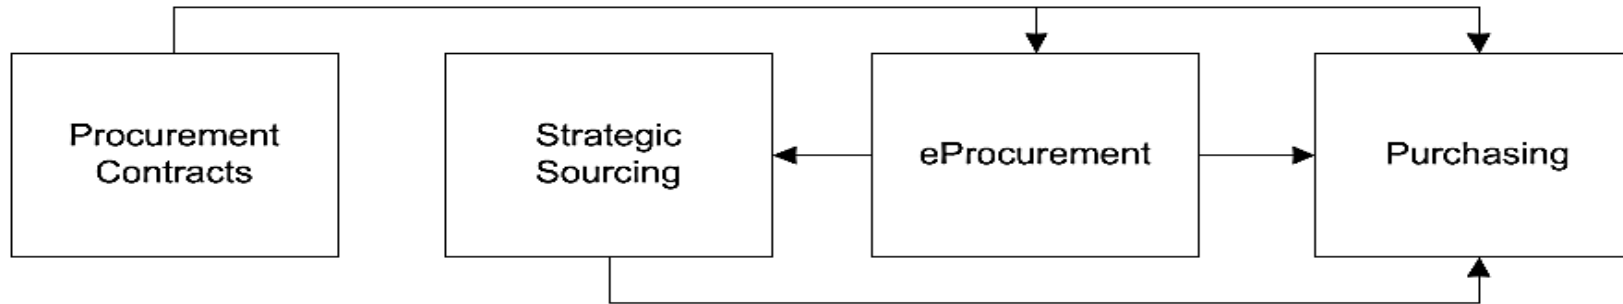 Procurement
Contracts
Strategic
Sourcing
eProcurement
Purchasing